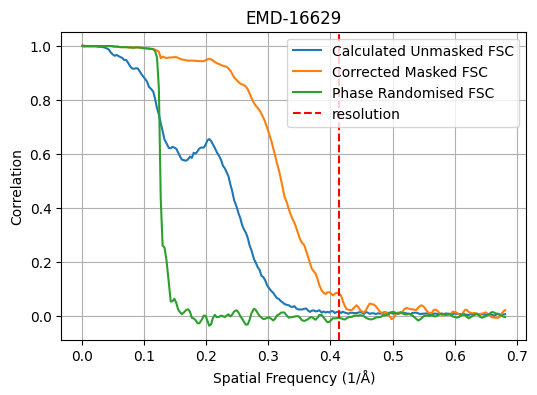 EMD-16629
Calculated Unmasked FSC
Corrected Masked FSC
Phase Randomised FSC
resolution
Correlation
1.0
0.8
0.6
0.4
0.2
0.0
0.0 0.1 0.2 0.3 0.4 0.5 0.6 0.7
Spatial Frequency (1/Å)